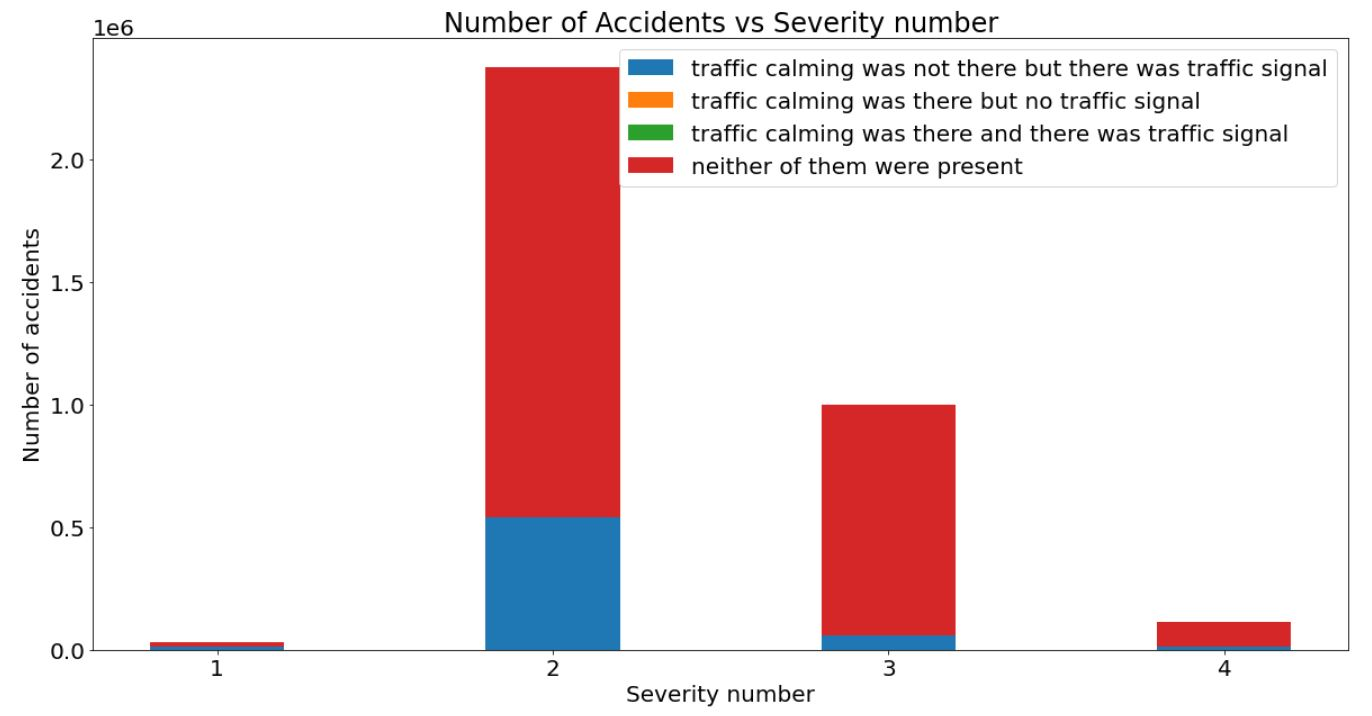 Number of Accidents vs Severity number
1e6
traffic calming was not there but there was traffic signal
traffic calming was there but no traffic signal
traffic calming was there and there was traffic signal
neither of them were present
Number of accidents
2.0
1.5
1.0
0.5
0.0
1 2 3 4
Severity number